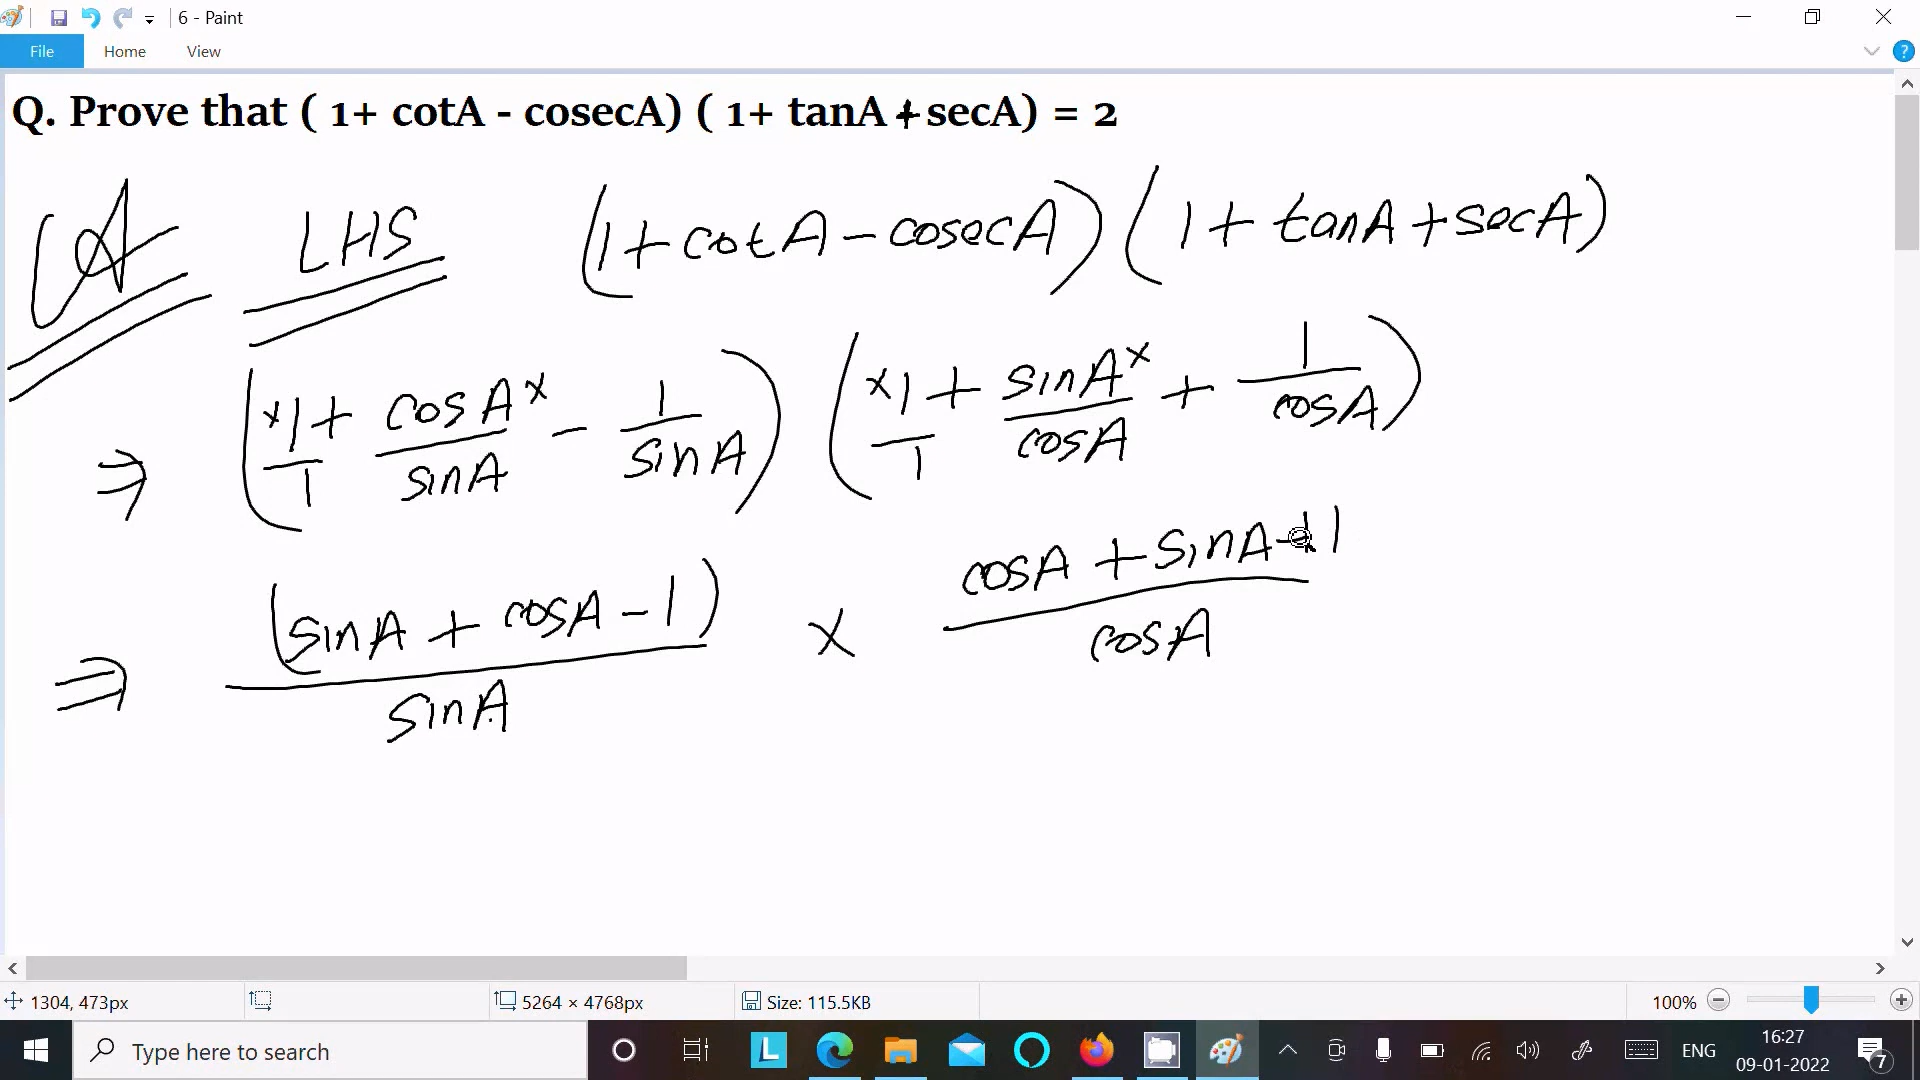 6 - Paint
File Home View
Q. Prove that ( 1+ cotA - cosecA) ( 1+ tanA + secA) = 2
LHS (1+cotA-cosecA) (1+tanA+secA)
⇒ (×1/1 + cosA×/sinA - 1/sinA) (×1/1 + sinA×/cosA + 1/cosA)
⇒ (sinA + cosA - 1)/sinA × cosA + sinA + 1/cosA
1304, 473px 5264 × 4768px Size: 115.5KB 100%
Type here to search
L
ENG
16:27
09-01-2022
7